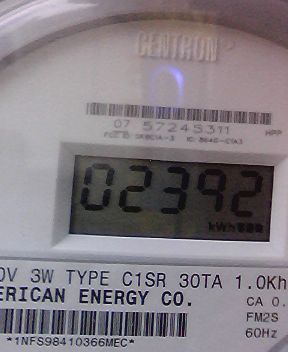 CENTRON
07 57245311
HPP
02392
kWh
0V 3W TYPE C1SR 30TA 1.0Kh
ERICAN ENERGY CO.
CA 0.
FM2S
60Hz
*1NFS98410366MEC*